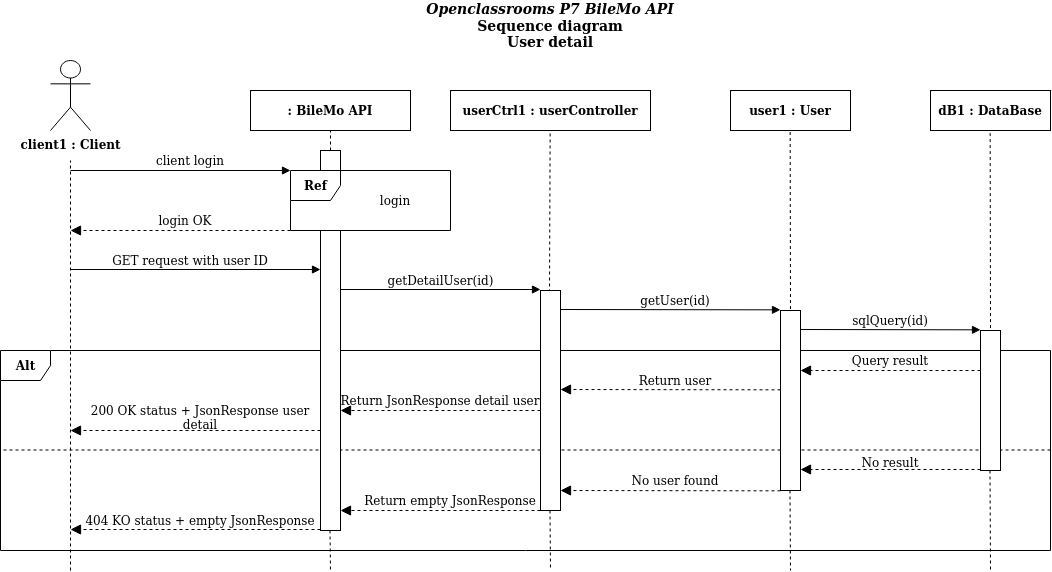 Openclassrooms P7 BileMo API
Sequence diagram
User detail
client1 : Client
: BileMo API
userCtrl1 : userController
user1 : User
dB1 : DataBase
client login
Ref
login
login OK
GET request with user ID
getDetailUser(id)
getUser(id)
sqlQuery(id)
Alt
Query result
Return user
Return JsonResponse detail user
200 OK status + JsonResponse user
detail
No result
No user found
Return empty JsonResponse
404 KO status + empty JsonResponse